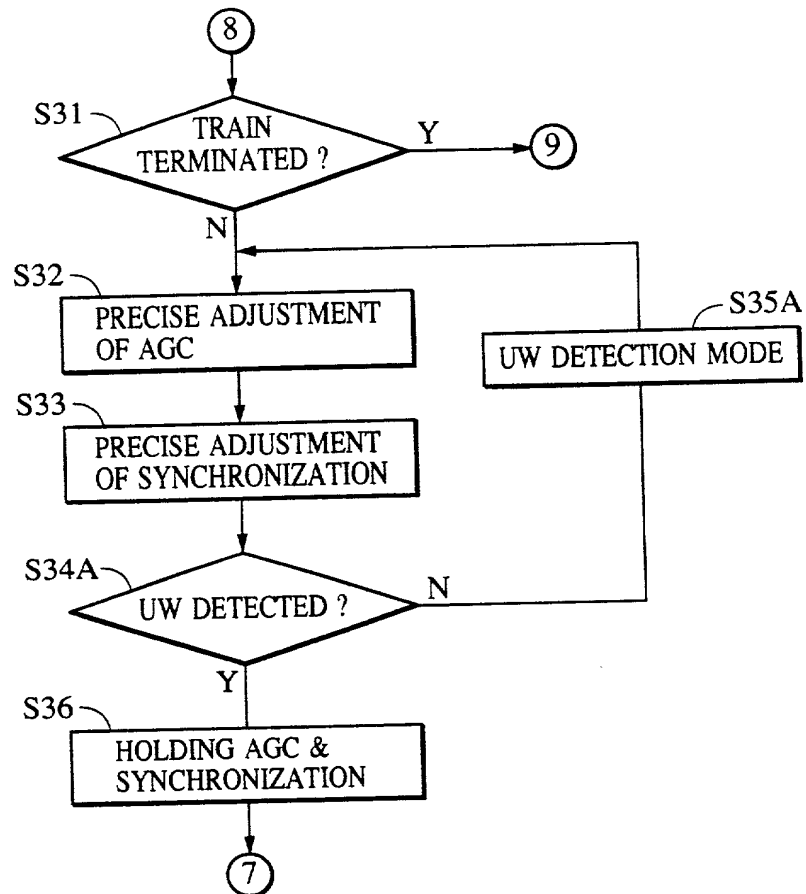 8
S31
TRAIN
TERMINATED ?
Y
9
N
S32
PRECISE ADJUSTMENT
OF AGC
S35A
UW DETECTION MODE
S33
PRECISE ADJUSTMENT
OF SYNCHRONIZATION
S34A
UW DETECTED ?
N
Y
S36
HOLDING AGC &
SYNCHRONIZATION
7